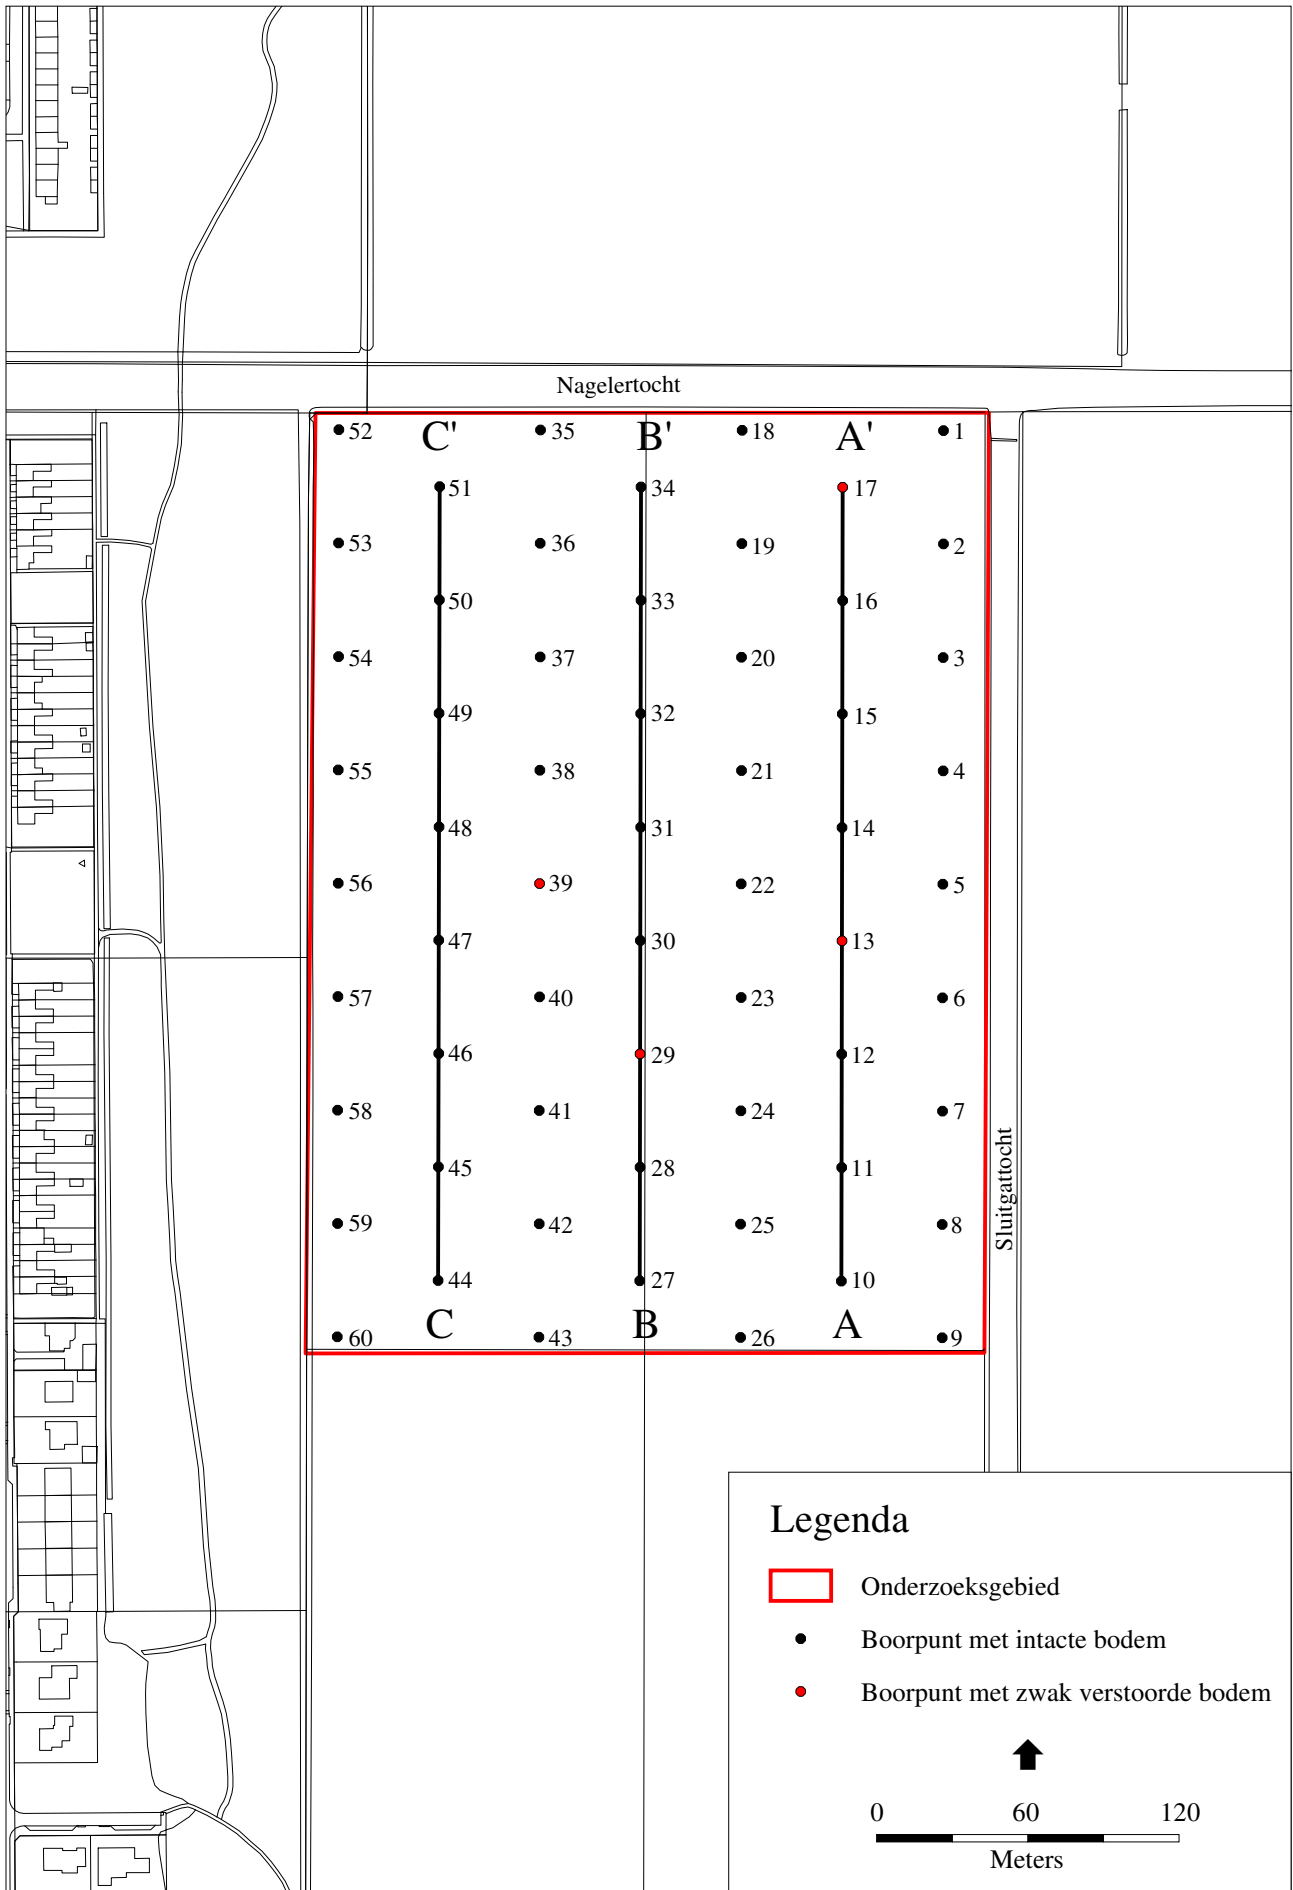 Nagelertocht
52 C' 35 B' 18 A' 1
51 34 17
53 36 19 2
50 33 16
54 37 20 3
49 32 15
55 38 21 4
48 31 14
56 39 22 5
47 30 13
57 40 23 6
46 29 12
58 41 24 7
45 28 11
59 42 25 8
44 27 10
60 C 43 B 26 A 9
Sluitgattocht
Legenda
Onderzoeksgebied
Boorpunt met intacte bodem
Boorpunt met zwak verstoorde bodem
0 60 120
Meters